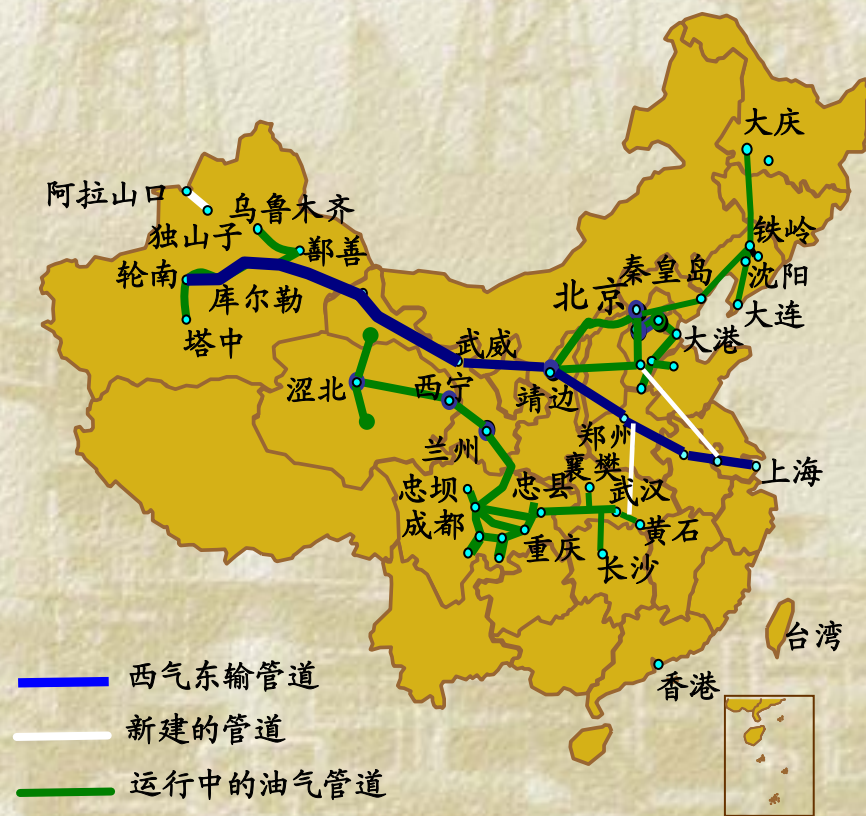 大庆
阿拉山口
乌鲁木齐
独山子
鄯善
铁岭
轮南
库尔勒
秦皇岛
沈阳
北京
大连
塔中
武威
大港
涩北
西宁
靖边
兰州
郑州
襄樊
上海
忠坝
忠县
武汉
成都
重庆
黄石
长沙
台湾
香港
西气东输管道
新建的管道
运行中的油气管道